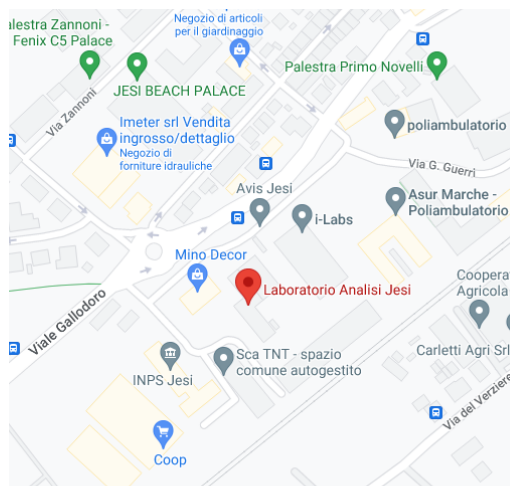 alestra Zannoni -
Fenix C5 Palace
Negozio di articoli
per il giardinaggio
JESI BEACH PALACE
Palestra Primo Novelli
Via Zannoni
Imeter srl Vendita
ingrosso/dettaglio
Negozio di
forniture idrauliche
poliambulatorio
Via G. Guerri
Avis Jesi
i-Labs
Asur Marche -
Poliambulatorio
Mino Decor
Laboratorio Analisi Jesi
Cooperat
Agricola
Viale Gallodoro
Carletti Agri Srl
INPS Jesi
Sca TNT - spazio
comune autogestito
Via del Verziere
Coop